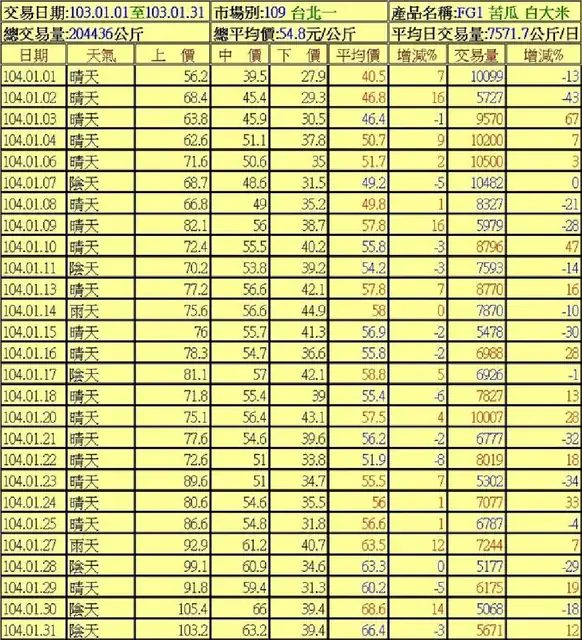 交易日期:103.01.01至103.01.31 市場別:109 台北一 產品名稱:FG1 苦瓜 白大米
總交易量:204436公斤 總平均價:54.8元/公斤 平均日交易量:7571.7公斤/日
日期 天氣 上 價 中 價 下 價 平均價 增減% 交易量 增減%
104.01.01 晴天 56.2 39.5 27.9 40.5 7 10099 -13
104.01.02 晴天 68.4 45.4 29.3 46.8 16 5727 -43
104.01.03 晴天 63.8 45.9 30.5 46.4 -1 9570 67
104.01.04 晴天 62.6 51.1 37.8 50.7 9 10200 7
104.01.06 晴天 71.6 50.6 35 51.7 2 10500 3
104.01.07 陰天 68.7 48.6 31.5 49.2 -5 10482 0
104.01.08 晴天 66.8 49 35.2 49.8 1 8327 -21
104.01.09 晴天 82.1 56 38.7 57.8 16 5979 -28
104.01.10 晴天 72.4 55.5 40.2 55.8 -3 8796 47
104.01.11 陰天 70.2 53.8 39.2 54.2 -3 7593 -14
104.01.13 晴天 77.2 56.6 42.1 57.8 7 8770 16
104.01.14 雨天 75.6 56.6 44.9 58 0 7870 -10
104.01.15 晴天 76 55.7 41.3 56.9 -2 5478 -30
104.01.16 晴天 78.3 54.7 36.6 55.8 -2 6988 28
104.01.17 陰天 81.1 57 42.1 58.8 5 6926 -1
104.01.18 晴天 71.8 55.4 39 55.4 -6 7827 13
104.01.20 晴天 75.1 56.4 43.1 57.5 4 10007 28
104.01.21 晴天 77.6 54.6 39.6 56.2 -2 6777 -32
104.01.22 晴天 72.6 51 33.8 51.9 -8 8019 18
104.01.23 晴天 89.6 51 34.7 55.5 7 5302 -34
104.01.24 晴天 80.6 54.6 35.5 56 1 7077 33
104.01.25 晴天 86.6 54.8 31.8 56.6 1 6787 -4
104.01.27 雨天 92.9 61.2 40.7 63.5 12 7244 7
104.01.28 陰天 99.1 60.9 34.6 63.3 0 5177 -29
104.01.29 晴天 91.8 59.4 31.3 60.2 -5 6175 19
104.01.30 陰天 105.4 66 39.4 68.6 14 5068 -18
104.01.31 陰天 103.2 63.2 39.4 66.4 -3 5671 12